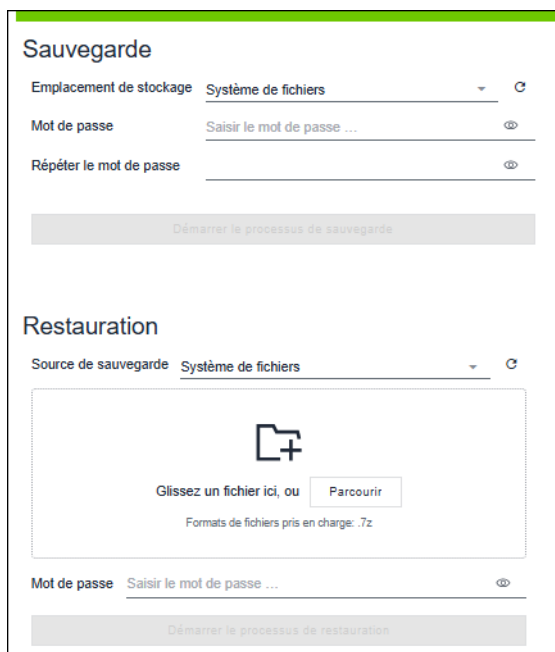 Sauvegarde
Emplacement de stockage Système de fichiers
Mot de passe Saisir le mot de passe ...
Répéter le mot de passe
Démarrer le processus de sauvegarde
Restauration
Source de sauvegarde Système de fichiers
Glissez un fichier ici, ou Parcourir
Formats de fichiers pris en charge: .7z
Mot de passe Saisir le mot de passe ...
Démarrer le processus de restauration